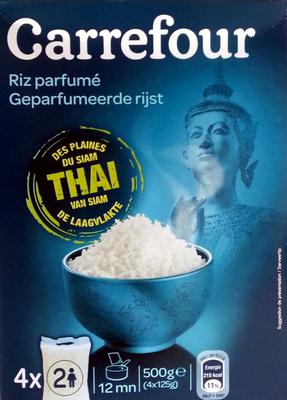 Carrefour
Riz parfumé
Geparfumeerde rijst
DES PLAINES
DU SIAM
THAI
VAN SIAM
DE LAAGVLAKTE
Suggestion de présentation / Serveertip
4x
2
12 mn
500g e
(4x125g)
Energie
215 kcal
11%